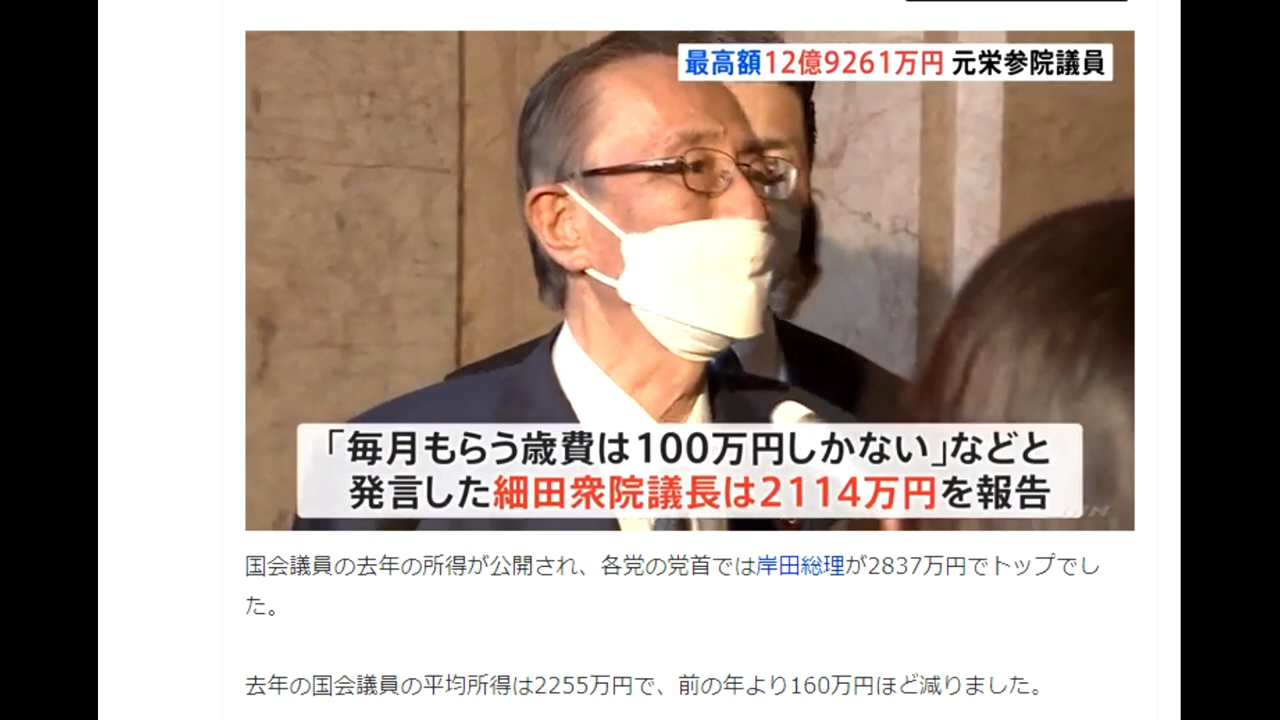 最高額12億9261万円 元栄参院議員
「毎月もらう歳費は100万円しかない」などと
発言した細田衆院議長は2114万円を報告
国会議員の去年の所得が公開され、各党の党首では岸田総理が2837万円でトップでし
た。
去年の国会議員の平均所得は2255万円で、前の年より160万円ほど減りました。